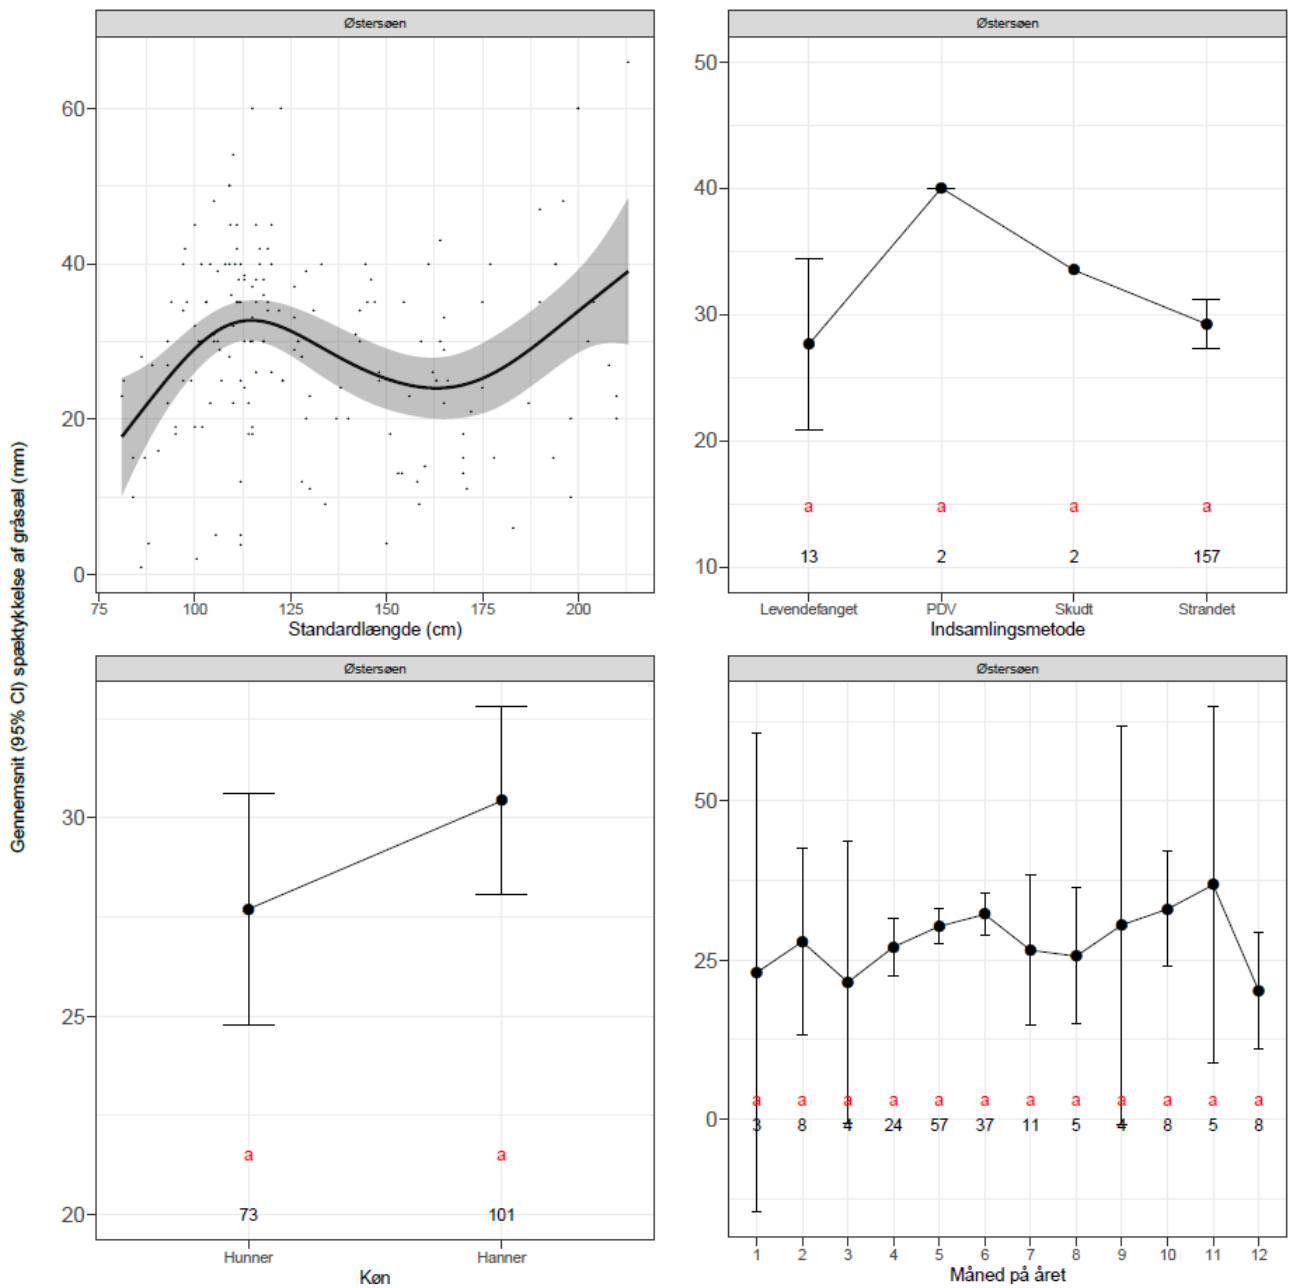 Gennemsnit (95% CI) spæktykkelse af gråsæl (mm)
Østersøen
60
40
20
0
75 100 125 150 175 200
Standardlængde (cm)
Østersøen
50
40
30
20
10
a a a a
13 2 2 157
Levendefanget PDV Skudt Strandet
Indsamlingsmetode
Østersøen
30
25
20
a a
73 101
Hunner Hanner
Køn
Østersøen
50
25
0
a a a a a a a a a a a a
3 8 4 24 57 37 11 5 4 8 5 8
1 2 3 4 5 6 7 8 9 10 11 12
Måned på året